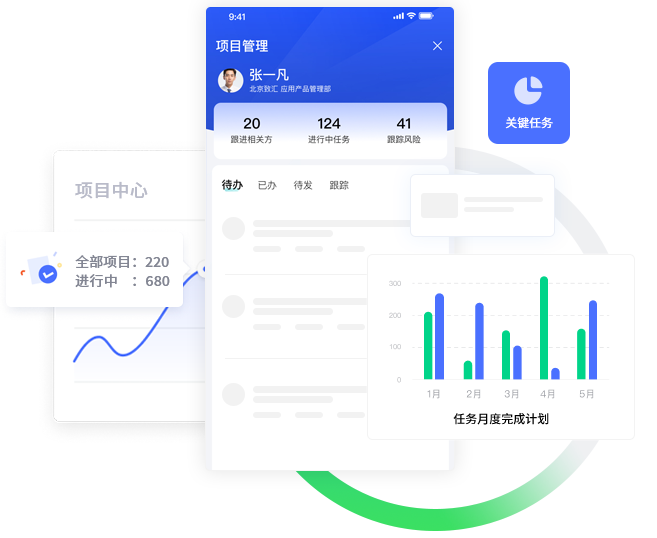 9:41
项目管理
张一凡
北京致汇 应用产品管理部
20 124 41
跟进相关方 进行中任务 跟踪风险
待办 已办 待发 跟踪
关键任务
项目中心
全部项目：220
进行中 ：680
300
200
100
0
1月 2月 3月 4月 5月
任务月度完成计划